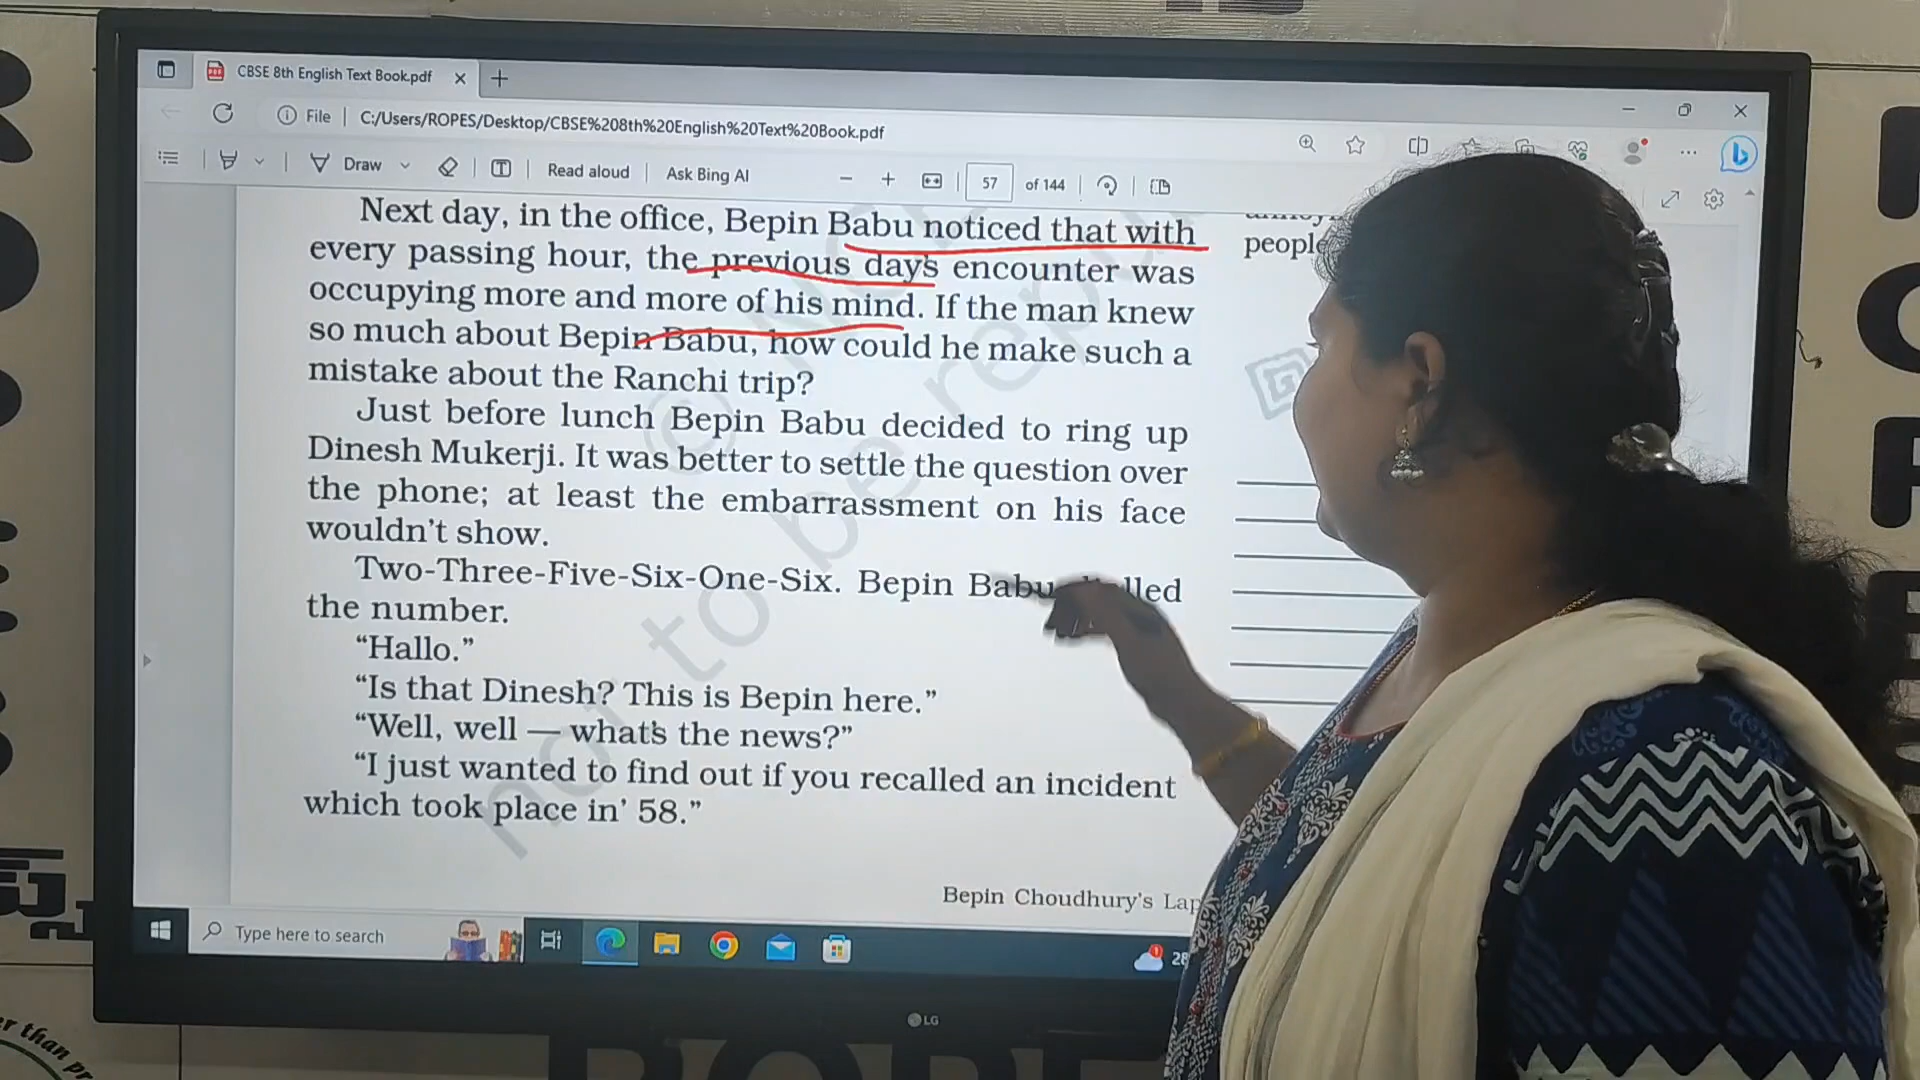 CBSE 8th English Text Book.pdf
File
C:/Users/ROPES/Desktop/CBSE%208th%20English%20Text%20Book.pdf
Draw
Read aloud
Ask Bing AI
57
of 144
Next day, in the office, Bepin Babu noticed that with
every passing hour, the previous day's encounter was
occupying more and more of his mind. If the man knew
so much about Bepin Babu, how could he make such a
mistake about the Ranchi trip?
Just before lunch Bepin Babu decided to ring up
Dinesh Mukerji. It was better to settle the question over
the phone; at least the embarrassment on his face
wouldn't show.
Two-Three-Five-Six-One-Six. Bepin Babu
the number.
“Hallo.”
“Is that Dinesh? This is Bepin here.”
“Well, well — what's the news?”
“I just wanted to find out if you recalled an incident
which took place in’ 58.”
people
not to be
Bepin Choudhury's
Type here to search
28
LG